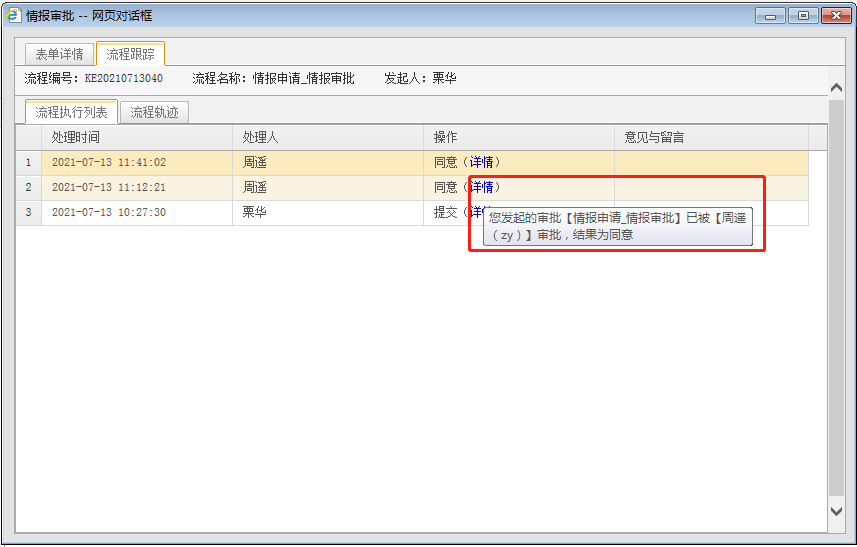 情报审批 -- 网页对话框
表单详情 流程跟踪
流程编号: KE20210713040 流程名称: 情报申请_情报审批 发起人: 栗华
流程执行列表 流程轨迹
处理时间 处理人 操作 意见与留言
1 2021-07-13 11:41:02 周遥 同意（详情）
2 2021-07-13 11:12:21 周遥 同意（详情）
3 2021-07-13 10:27:30 栗华 提交（详
您发起的审批【情报申请_情报审批】已被【周遥
（zy）】审批，结果为同意